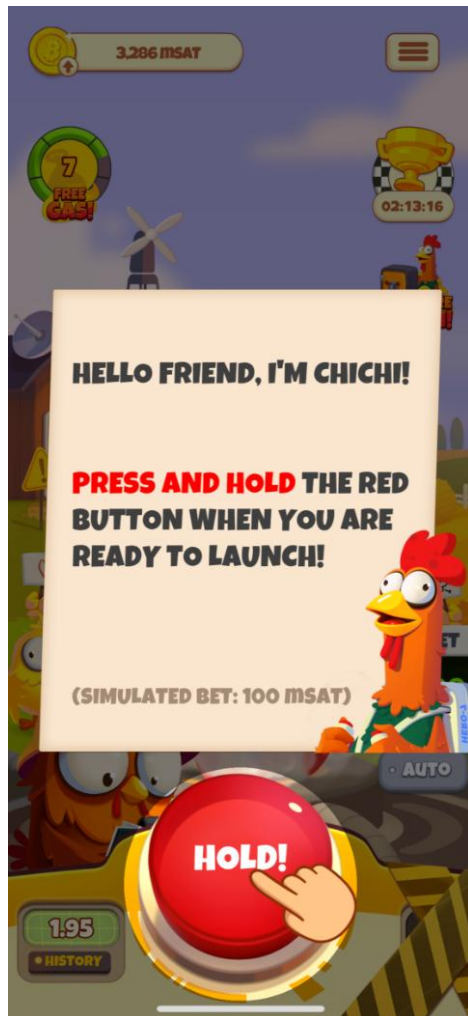 3,286 MSAT
7
FREE
GAS!
02:13:16
HELLO FRIEND, I'M CHICHI!
PRESS AND HOLD THE RED
BUTTON WHEN YOU ARE
READY TO LAUNCH!
(SIMULATED BET: 100 MSAT)
AUTO
HOLD!
1.95
HISTORY